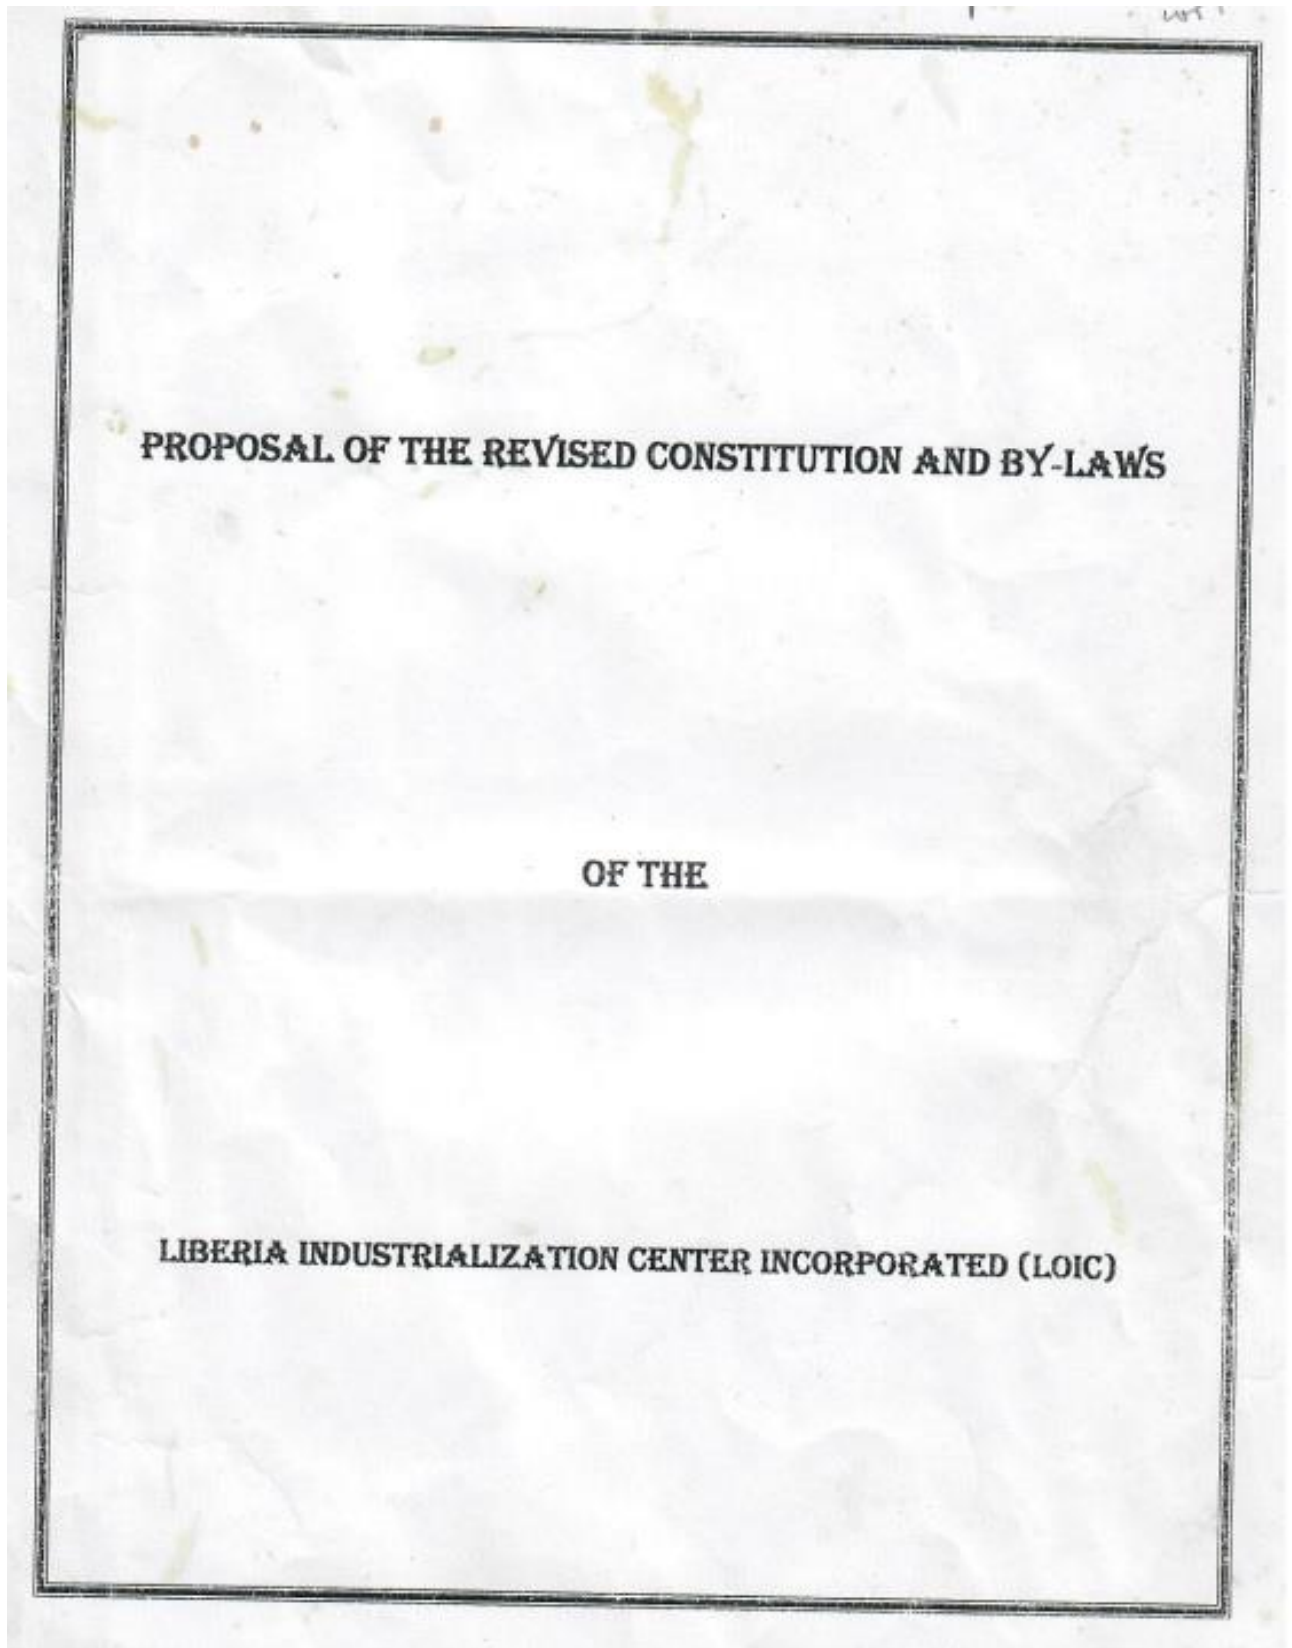 PROPOSAL OF THE REVISED CONSTITUTION AND BY-LAWS
OF THE
LIBERIA INDUSTRIALIZATION CENTER INCORPORATED (LOIC)